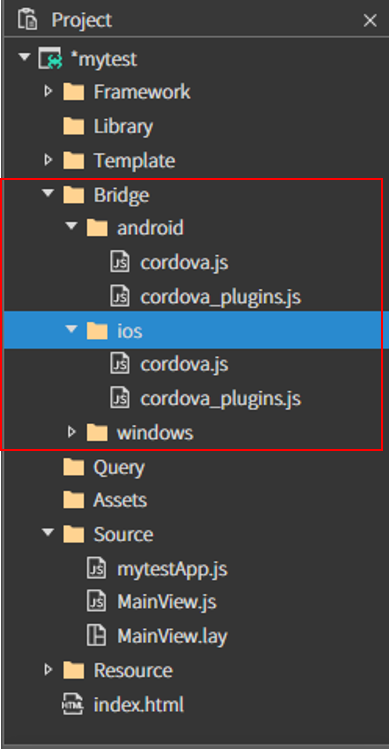 Project
*mytest
Framework
Library
Template
Bridge
android
JS cordova.js
JS cordova_plugins.js
ios
JS cordova.js
JS cordova_plugins.js
windows
Query
Assets
Source
JS mytestApp.js
JS MainView.js
MainView.lay
Resource
HTML index.html